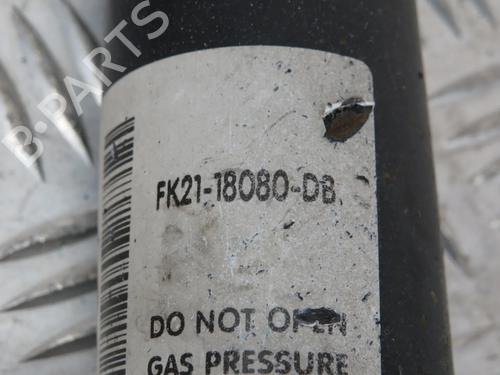 B-PARTS
FK21-18080-DB
DO NOT OPEN
GAS PRESSURE